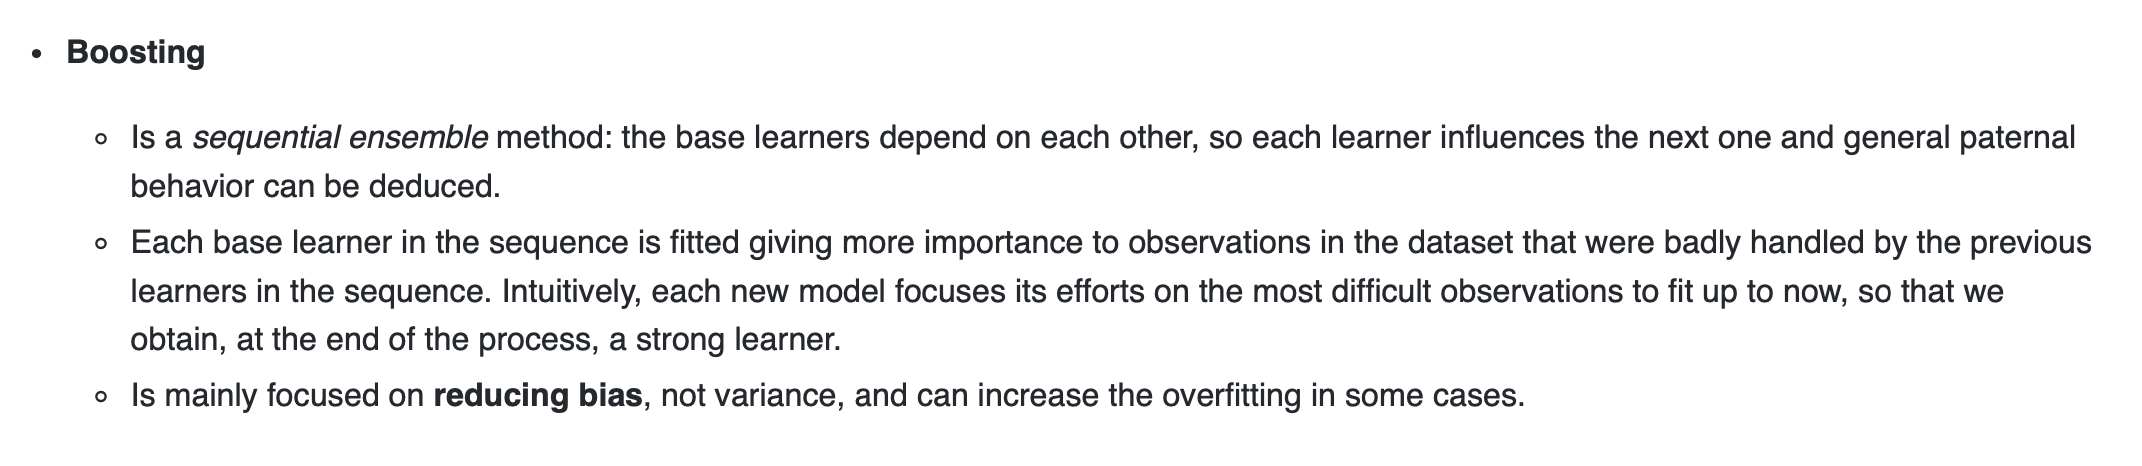 • Boosting
◦ Is a sequential ensemble method: the base learners depend on each other, so each learner influences the next one and general paternal
behavior can be deduced.
◦ Each base learner in the sequence is fitted giving more importance to observations in the dataset that were badly handled by the previous
learners in the sequence. Intuitively, each new model focuses its efforts on the most difficult observations to fit up to now, so that we
obtain, at the end of the process, a strong learner.
◦ Is mainly focused on reducing bias, not variance, and can increase the overfitting in some cases.